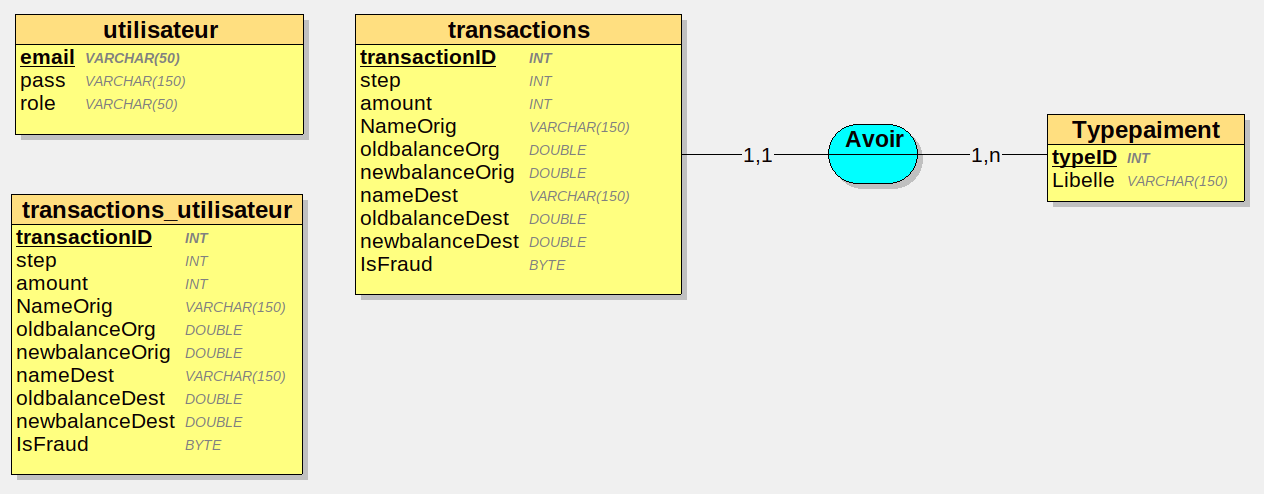 utilisateur
email VARCHAR(50)
pass VARCHAR(150)
role VARCHAR(50)
transactions_utilisateur
transactionID INT
step INT
amount INT
NameOrig VARCHAR(150)
oldbalanceOrg DOUBLE
newbalanceOrig DOUBLE
nameDest VARCHAR(150)
oldbalanceDest DOUBLE
newbalanceDest DOUBLE
IsFraud BYTE
transactions
transactionID INT
step INT
amount INT
NameOrig VARCHAR(150)
oldbalanceOrg DOUBLE
newbalanceOrig DOUBLE
nameDest VARCHAR(150)
oldbalanceDest DOUBLE
newbalanceDest DOUBLE
IsFraud BYTE
1,1
Avoir
1,n
Typepaiment
typeID INT
Libelle VARCHAR(150)